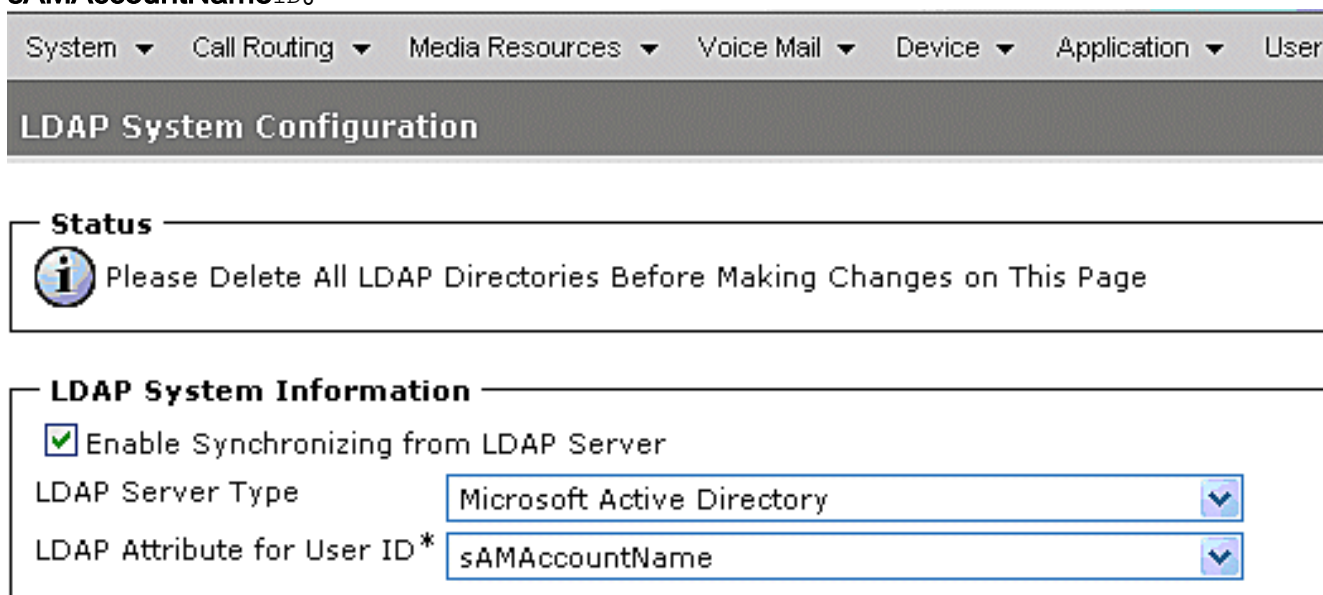 sAMAccountNameID。
System Call Routing Media Resources Voice Mail Device Application User
LDAP System Configuration
Status
Please Delete All LDAP Directories Before Making Changes on This Page
LDAP System Information
Enable Synchronizing from LDAP Server
LDAP Server Type Microsoft Active Directory
LDAP Attribute for User ID* sAMAccountName